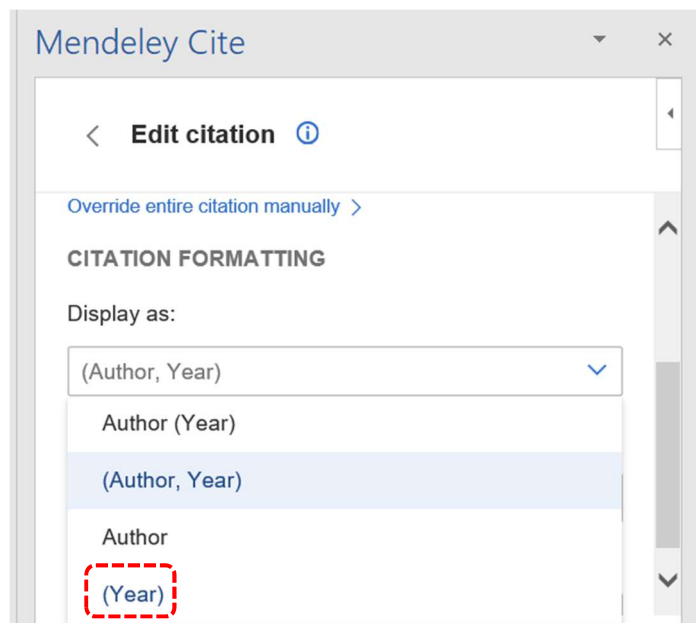 Mendeley Cite
Edit citation
Override entire citation manually
CITATION FORMATTING
Display as:
(Author, Year)
Author (Year)
(Author, Year)
Author
(Year)